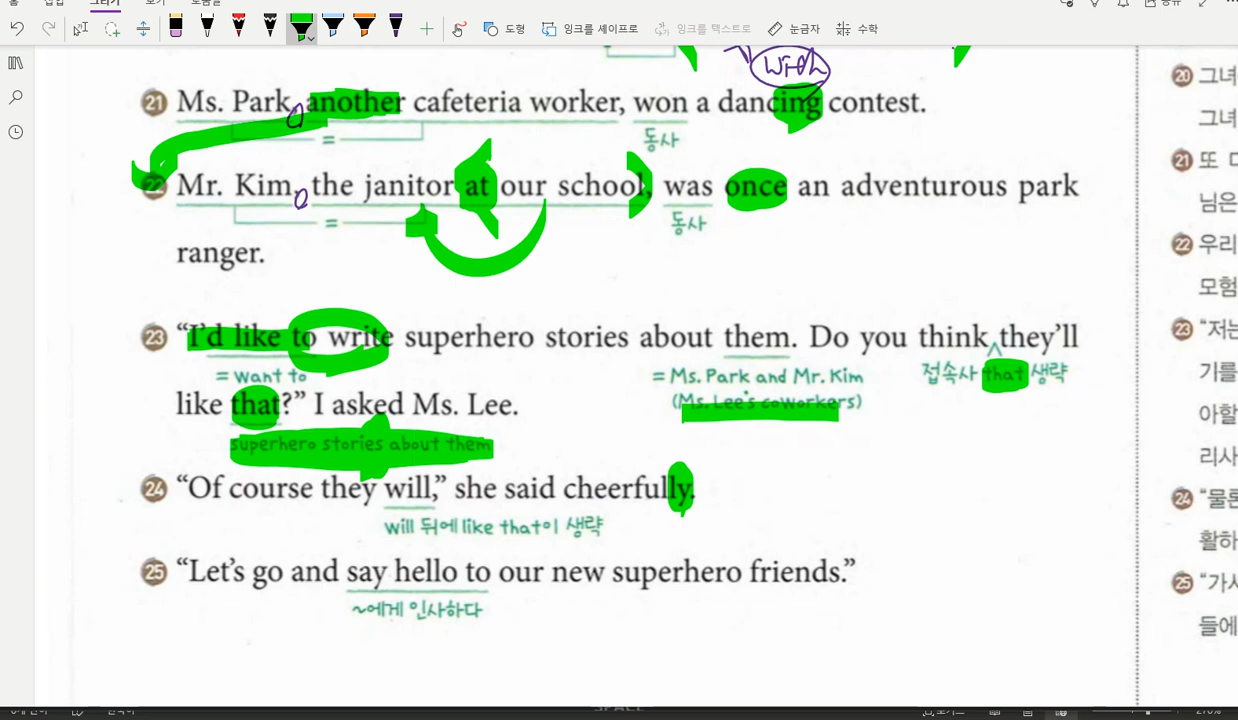 도형 잉크를 셰이프로 잉크를 텍스트로 눈금자 수학
with
21 Ms. Park, another cafeteria worker, won a dancing contest.
= 동사
22 Mr. Kim, the janitor at our school, was once an adventurous park
= 동사
ranger.
23 “I’d like to write superhero stories about them. Do you think they’ll
= want to = Ms. Park and Mr. Kim 접속사 that 생략
(Ms. Lee's coworkers)
like that?” I asked Ms. Lee.
superhero stories about them
24 “Of course they will,” she said cheerfully.
will 뒤에 like that이 생략
25 “Let’s go and say hello to our new superhero friends.”
~에게 인사하다
20 그녀
그녀
21 또
님은
22 우리
모험
23 “저는
기를
아할
리사
24 “물론
활하
25 “가서
들에